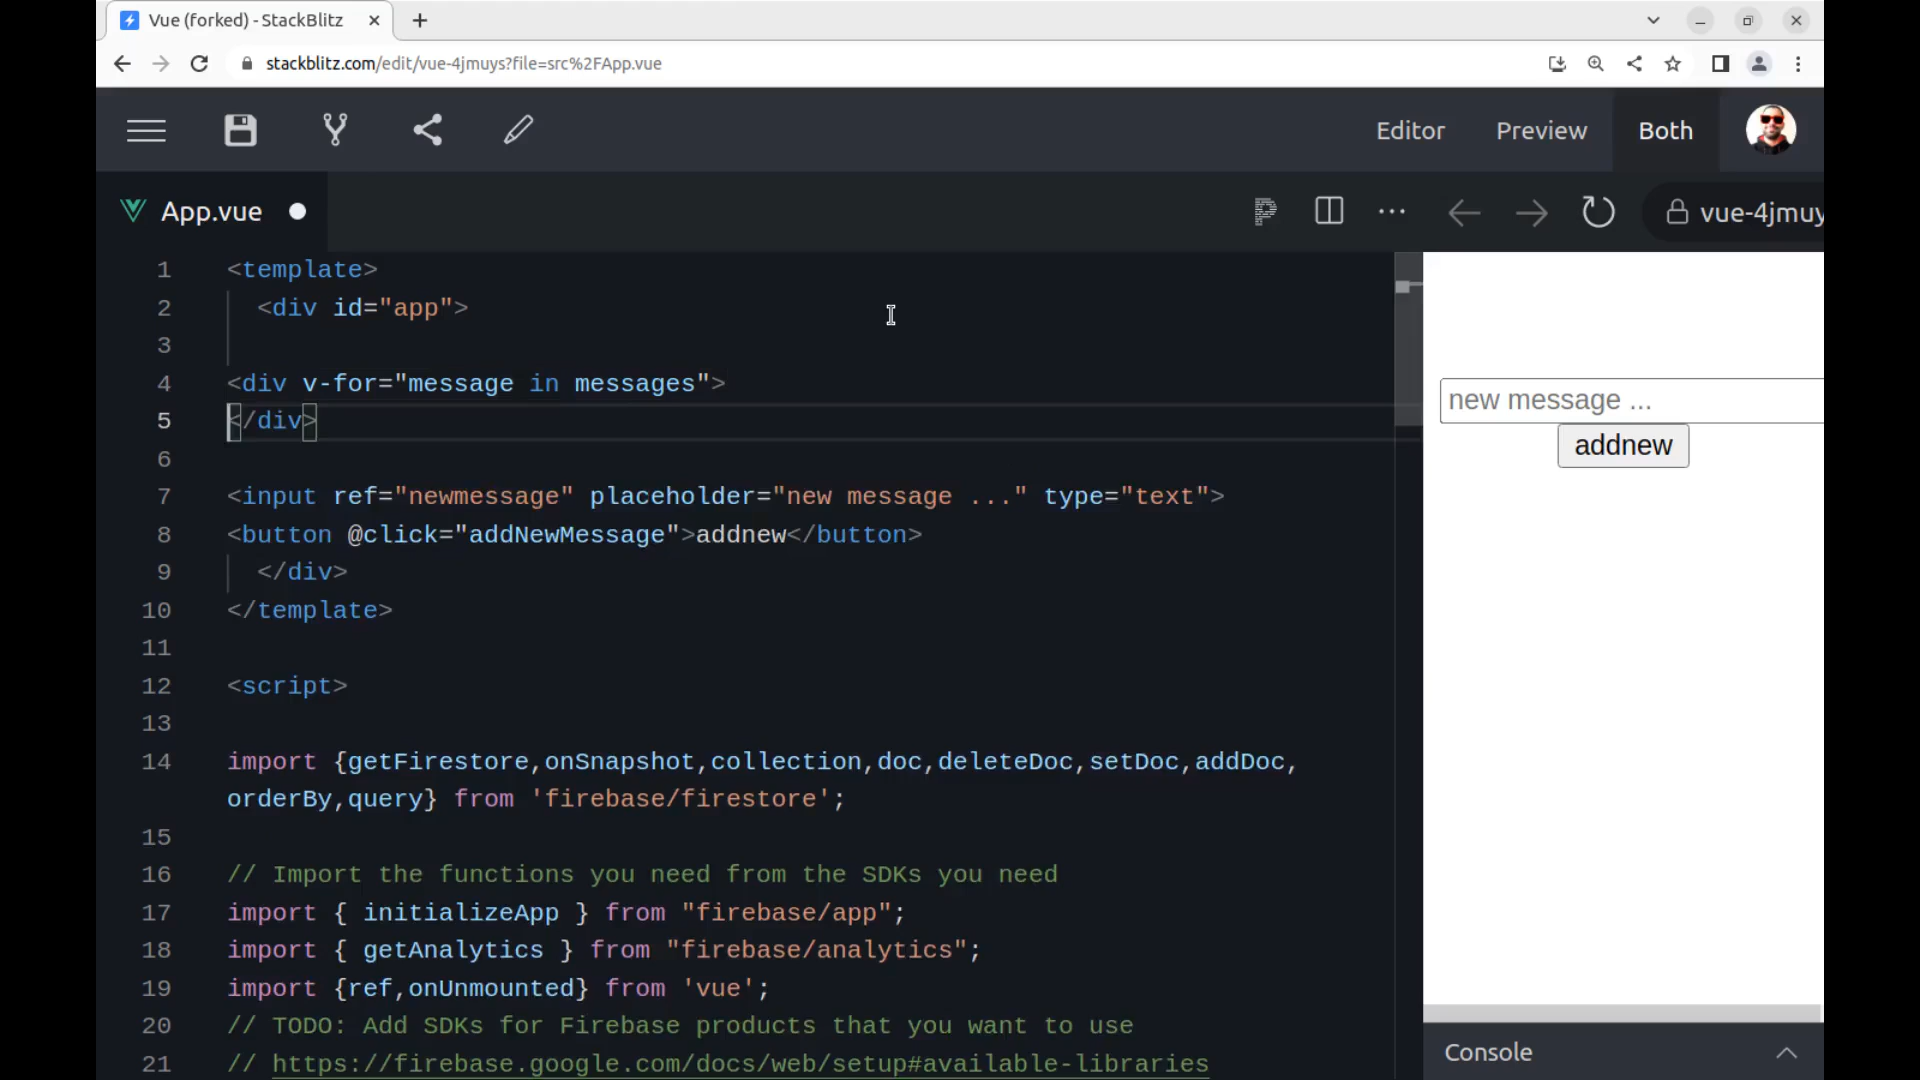 Vue (forked) - StackBlitz
stackblitz.com/edit/vue-4jmuys?file=src%2FApp.vue
Editor
Preview
Both
App.vue
vue-4jmuy
1 <template>
2 <div id="app">
3
4 <div v-for="message in messages">
5 </div>
6
7 <input ref="newmessage" placeholder="new message ..." type="text">
8 <button @click="addNewMessage">addnew</button>
9 </div>
10 </template>
11
12 <script>
13
14 import {getFirestore,onSnapshot,collection,doc,deleteDoc,setDoc,addDoc,
orderBy,query} from 'firebase/firestore';
15
16 // Import the functions you need from the SDKs you need
17 import { initializeApp } from "firebase/app";
18 import { getAnalytics } from "firebase/analytics";
19 import {ref,onUnmounted} from 'vue';
20 // TODO: Add SDKs for Firebase products that you want to use
21 // https://firebase.google.com/docs/web/setup#available-libraries
new message ...
addnew
Console